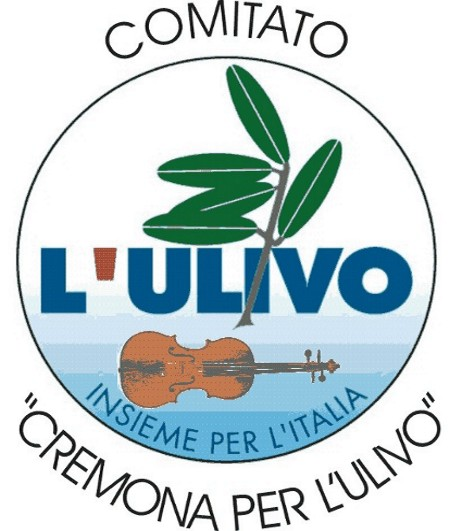 COMITATO
L'ULIVO
INSIEME PER L'ITALIA
"CREMONA PER L'ULIVO"